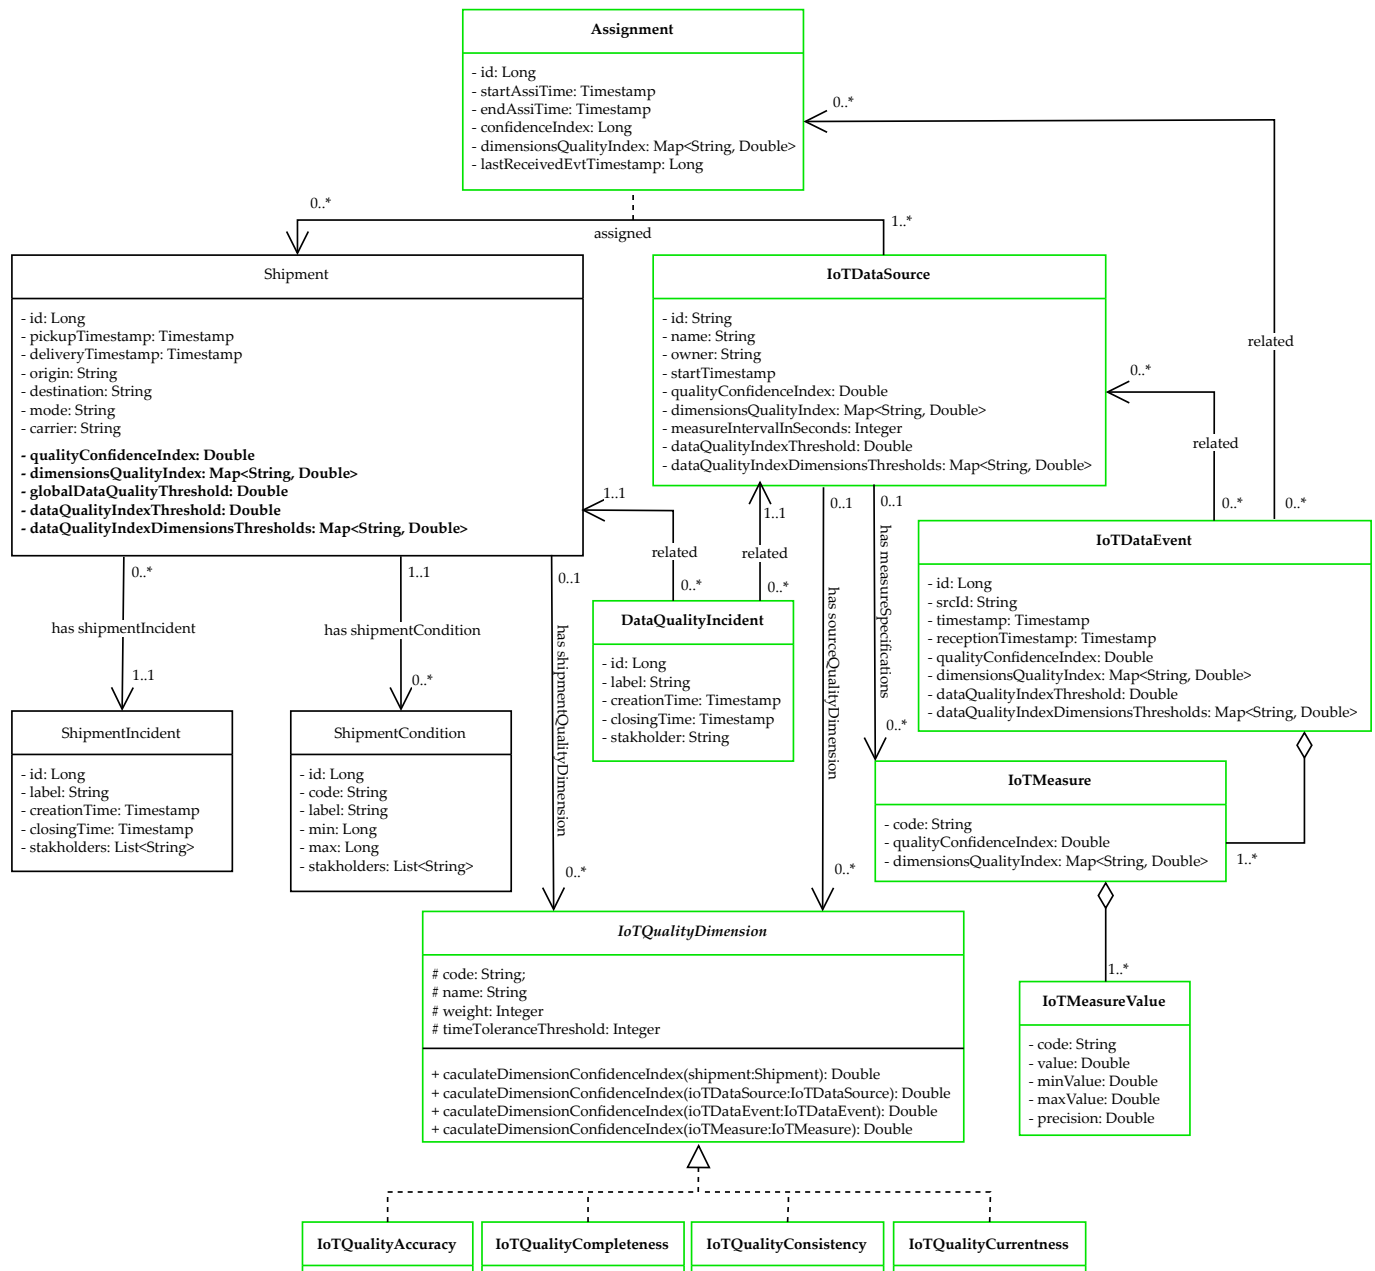 Assignment
- id: Long
- startAssiTime: Timestamp
- endAssiTime: Timestamp
- confidenceIndex: Long
- dimensionsQualityIndex: Map<String, Double>
- lastReceivedEvtTimestamp: Long
0..*
0..*
assigned
1..*
related
Shipment
- id: Long
- pickupTimestamp: Timestamp
- deliveryTimestamp: Timestamp
- origin: String
- destination: String
- mode: String
- carrier: String
- qualityConfidenceIndex: Double
- dimensionsQualityIndex: Map<String, Double>
- globalDataQualityThreshold: Double
- dataQualityIndexThreshold: Double
- dataQualityIndexDimensionsThresholds: Map<String, Double>
IoTDataSource
- id: String
- name: String
- owner: String
- startTimestamp
- qualityConfidenceIndex: Double
- dimensionsQualityIndex: Map<String, Double>
- measureIntervalInSeconds: Integer
- dataQualityIndexThreshold: Double
- dataQualityIndexDimensionsThresholds: Map<String, Double>
0..*
related
0..*
0..*
1..1
related
0..*
1..1
related
0..*
0..1
has sourceQualityDimension
0..*
0..1
has measureSpecifications
0..*
IoTDataEvent
- id: Long
- srcId: String
- timestamp: Timestamp
- receptionTimestamp: Timestamp
- qualityConfidenceIndex: Double
- dimensionsQualityIndex: Map<String, Double>
- dataQualityIndexThreshold: Double
- dataQualityIndexDimensionsThresholds: Map<String, Double>
0..*
has shipmentIncident
1..1
1..1
has shipmentCondition
0..*
0..1
has shipmentQualityDimension
0..*
DataQualityIncident
- id: Long
- label: String
- creationTime: Timestamp
- closingTime: Timestamp
- stakholder: String
ShipmentIncident
- id: Long
- label: String
- creationTime: Timestamp
- closingTime: Timestamp
- stakholders: List<String>
ShipmentCondition
- id: Long
- code: String
- label: String
- min: Long
- max: Long
- stakholders: List<String>
IoTMeasure
- code: String
- qualityConfidenceIndex: Double
- dimensionsQualityIndex: Map<String, Double>
1..*
1..*
IoTQualityDimension
# code: String;
# name: String
# weight: Integer
# timeToleranceThreshold: Integer
+ caculateDimensionConfidenceIndex(shipment:Shipment): Double
+ caculateDimensionConfidenceIndex(ioTDataSource:IoTDataSource): Double
+ caculateDimensionConfidenceIndex(ioTDataEvent:IoTDataEvent): Double
+ caculateDimensionConfidenceIndex(ioTMeasure:IoTMeasure): Double
IoTMeasureValue
- code: String
- value: Double
- minValue: Double
- maxValue: Double
- precision: Double
IoTQualityAccuracy
IoTQualityCompleteness
IoTQualityConsistency
IoTQualityCurrentness